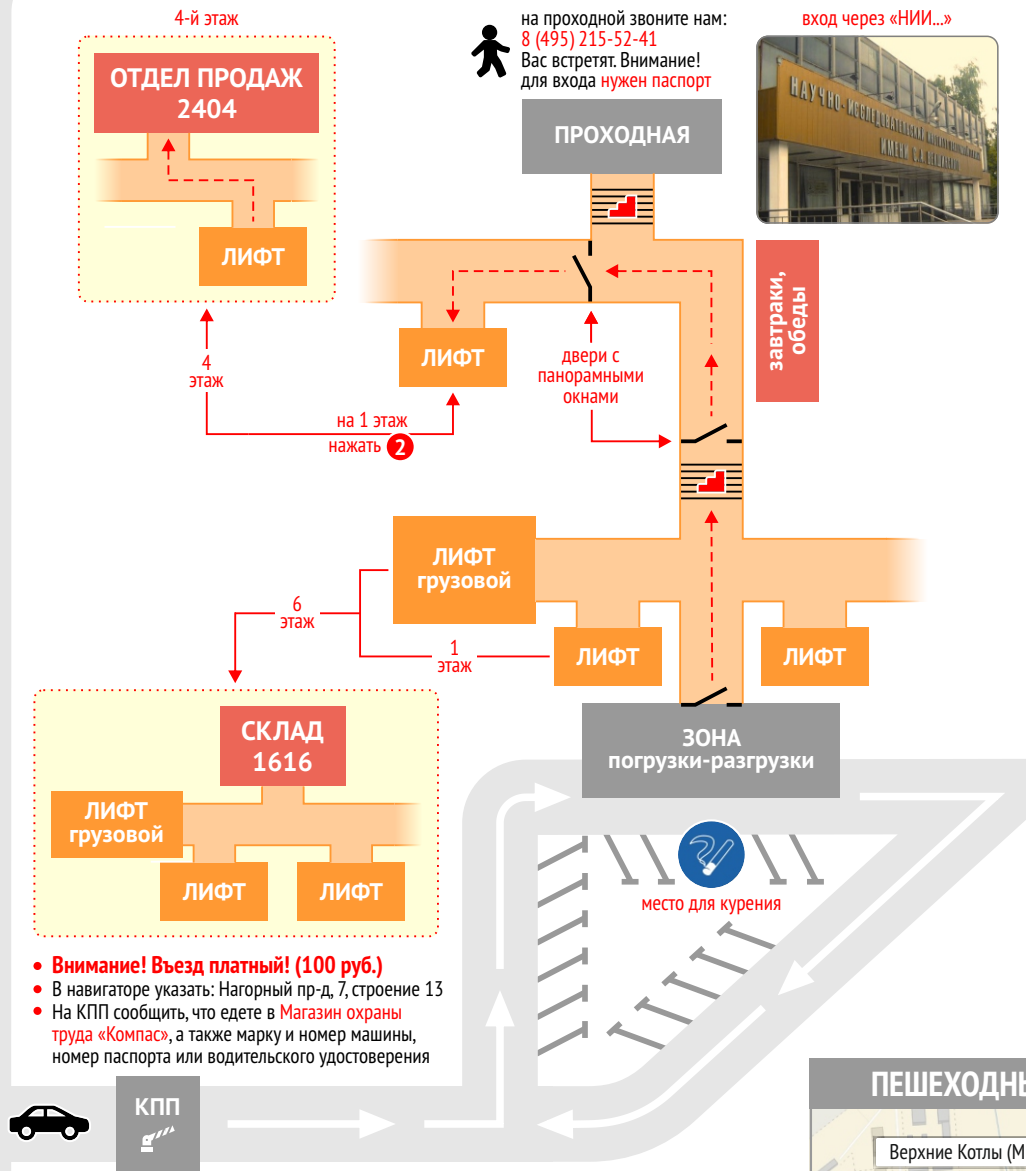 4-й этаж
ОТДЕЛ ПРОДАЖ
2404
ЛИФТ
на проходной звоните нам:
8 (495) 215-52-41
Вас встретят. Внимание!
для входа нужен паспорт
ПРОХОДНАЯ
вход через «НИИ...»
НАУЧНО-ИССЛЕДОВАТЕЛЬСКИЙ ИНСТИТУТ
ИМЕНИ
завтраки,
обеды
ЛИФТ
двери с
панорамными
окнами
4
этаж
на 1 этаж
нажать 2
ЛИФТ
грузовой
6
этаж
1
этаж
ЛИФТ
ЛИФТ
СКЛАД
1616
ЛИФТ
грузовой
ЛИФТ
ЛИФТ
ЗОНА
погрузки-разгрузки
место для курения
• Внимание! Въезд платный! (100 руб.)
• В навигаторе указать: Нагорный пр-д, 7, строение 13
• На КПП сообщить, что едете в Магазин охраны
труда «Компас», а также марку и номер машины,
номер паспорта или водительского удостоверения
КПП
ПЕШЕХОДНЫ
Верхние Котлы (М